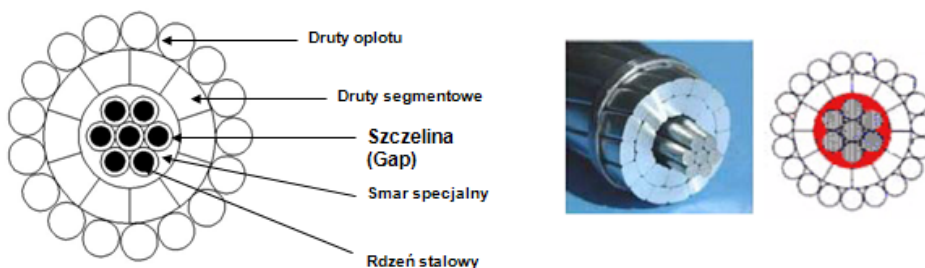 Druty oplotu
Druty segmentowe
Szczelina
(Gap)
Smar specjalny
Rdzeń stalowy